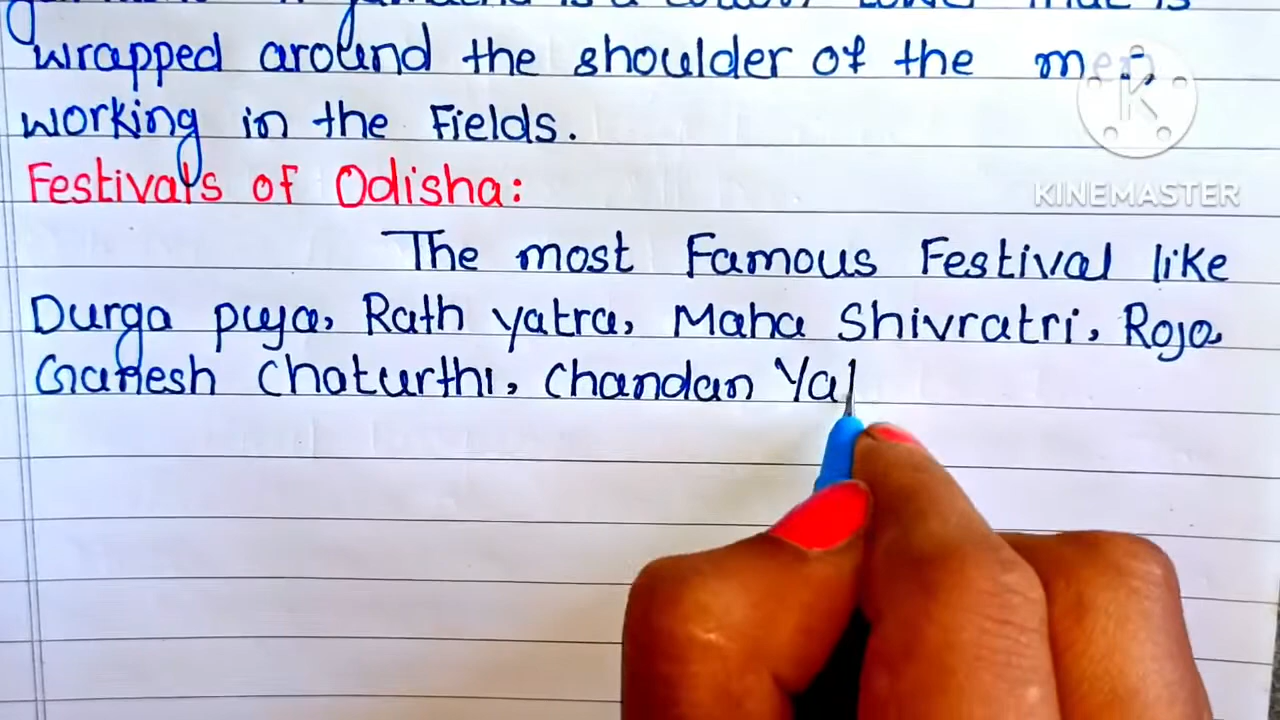 wrapped around the shoulder of the men
working in the Fields.
Festivals of Odisha:
The most Famous Festival like
Durga puja, Rath yatra, Maha Shivratri, Roja,
Ganesh Chaturthi, Chandan Ya
K
KINEMASTER